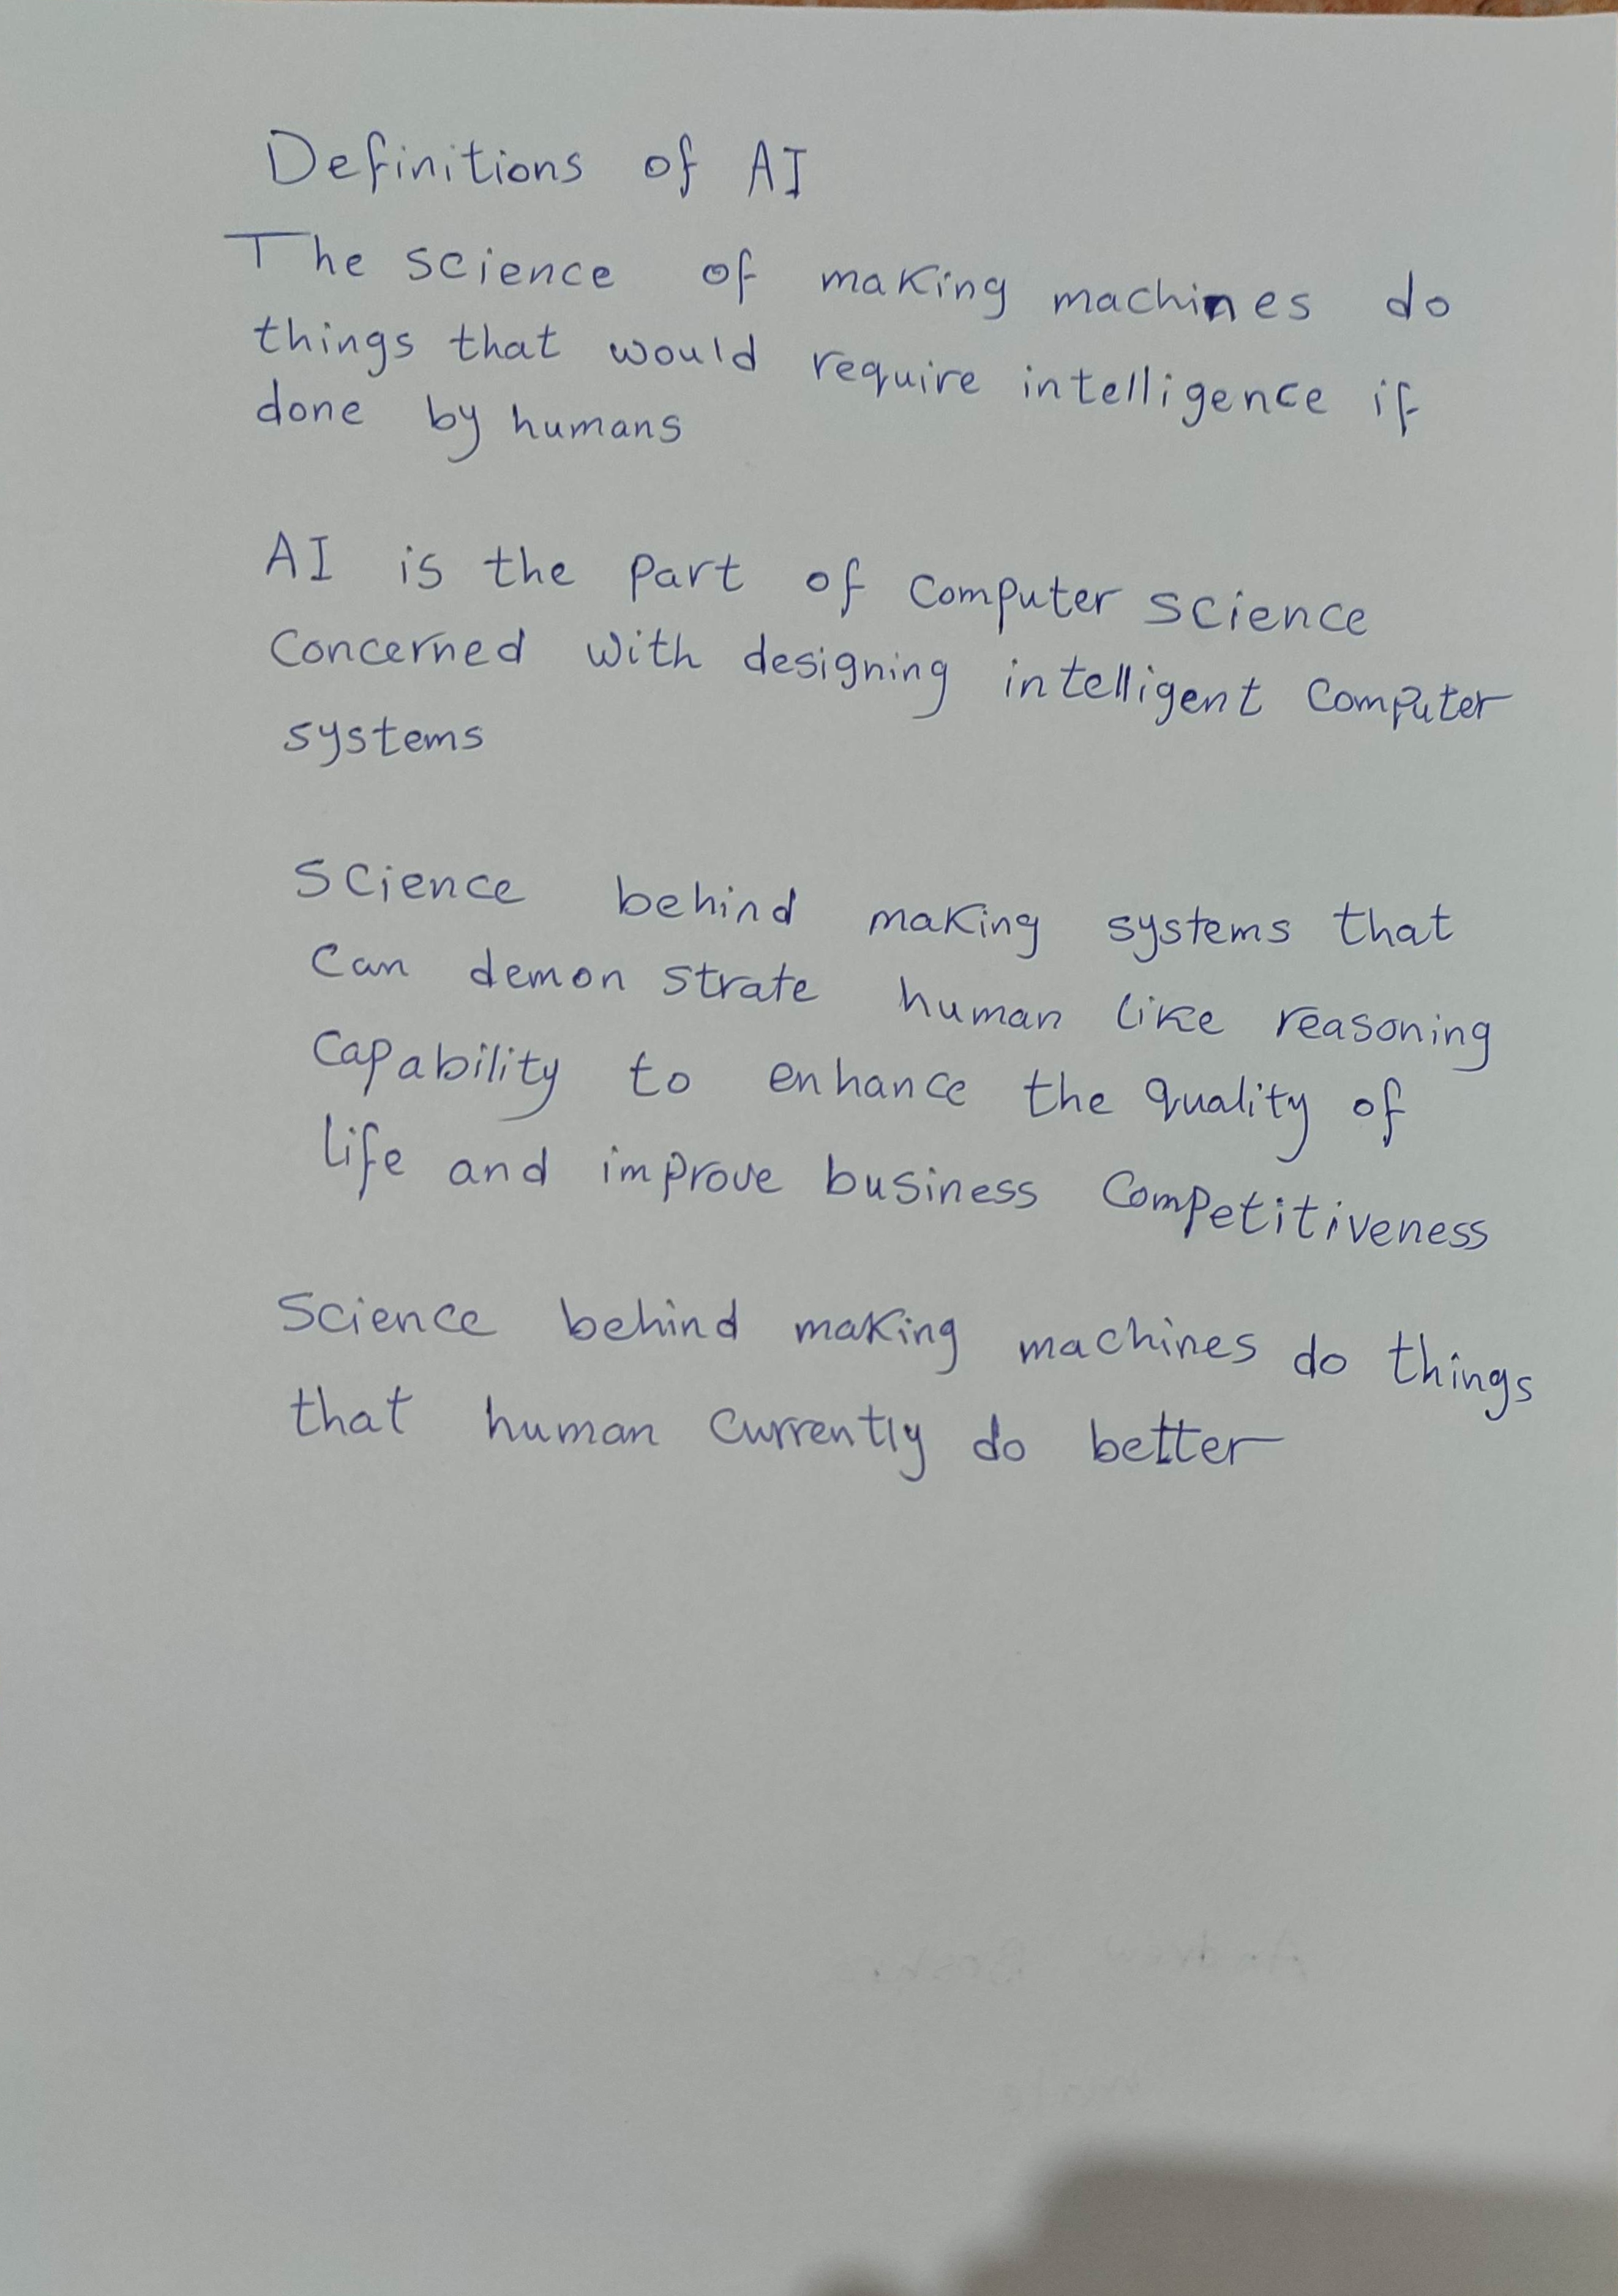 Definitions of AI
The science of making machines do
things that would require intelligence if
done by humans
AI is the part of computer science
concerned with designing intelligent computer
systems
Science behind making systems that
can demon strate human like reasoning
capability to enhance the quality of
life and improve business competitiveness
Science behind making machines do things
that human currently do better